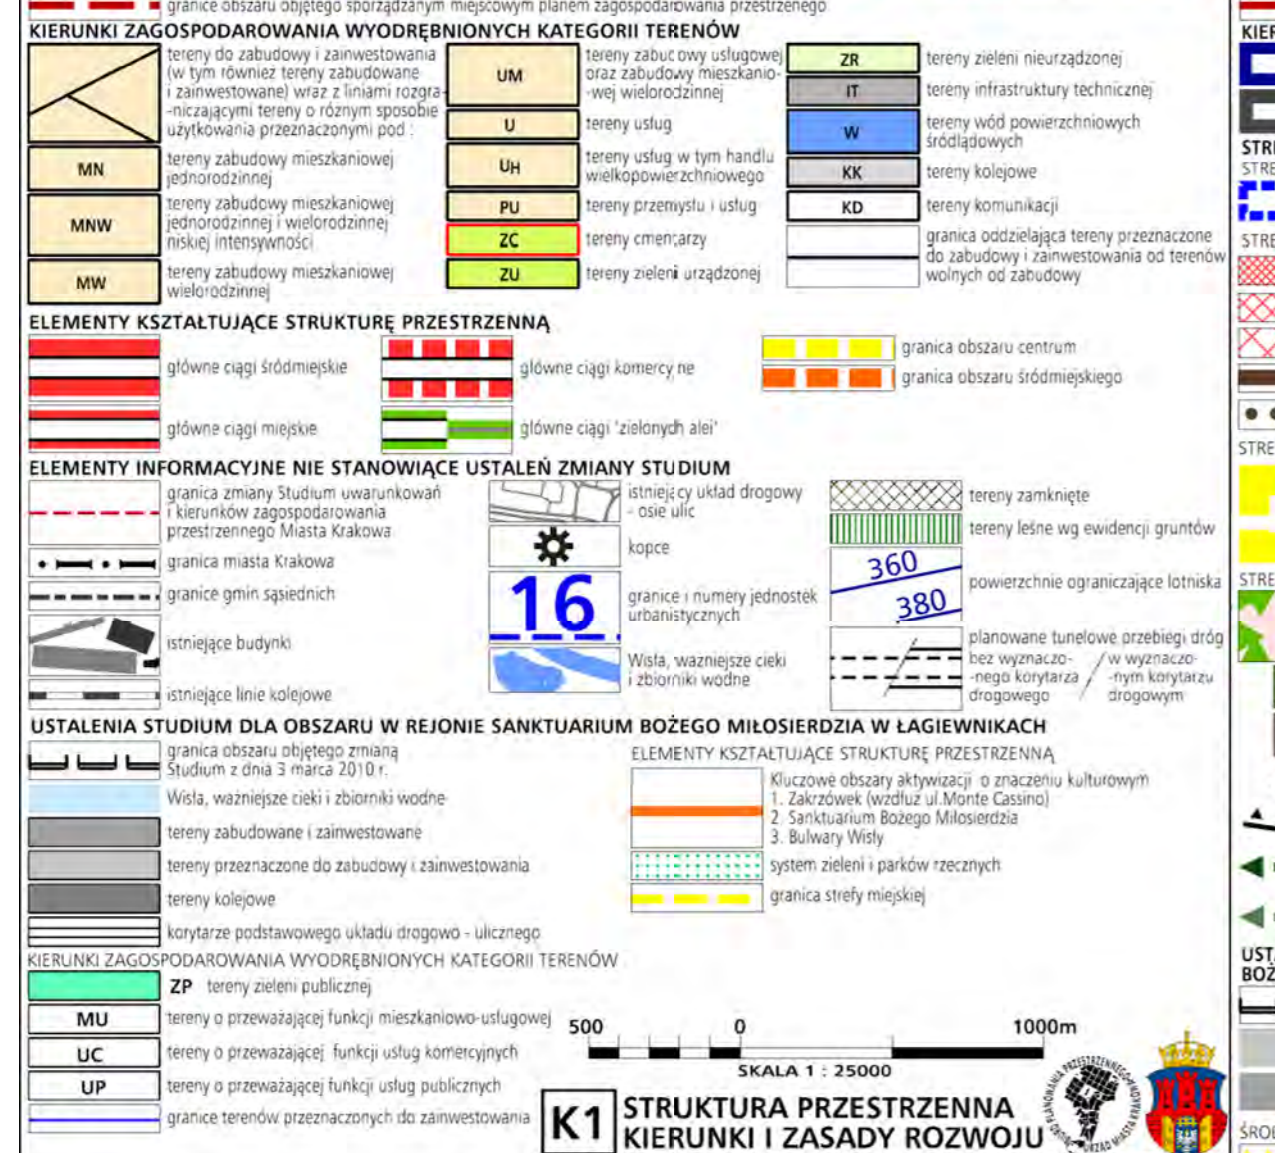 granice obszaru objętego sporządzanym miejscowym planem zagospodarowania przestrzenego
KIERUNKI ZAGOSPODAROWANIA WYODRĘBNIONYCH KATEGORII TERENÓW
tereny do zabudowy i zainwestowania
(w tym również tereny zabudowane
i zainwestowane) wraz z liniami rozgra-
-niczającymi tereny o różnym sposobie
użytkowania przeznaczonymi pod :
MN
tereny zabudowy mieszkaniowej
jednorodzinnej
MNW
tereny zabudowy mieszkaniowej
jednorodzinnej i wielorodzinnej
niskiej intensywności
MW
tereny zabudowy mieszkaniowej
wielorodzinnej
UM
tereny zabudowy usługowej
oraz zabudowy mieszkanio-
-wej wielorodzinnej
U
tereny usług
UH
tereny usług w tym handlu
wielkopowierzchniowego
PU
tereny przemysłu i usług
ZC
tereny cmentarzy
ZU
tereny zieleni urządzonej
ZR
tereny zieleni nieurządzonej
IT
tereny infrastruktury technicznej
W
tereny wód powierzchniowych
śródlądowych
KK
tereny kolejowe
KD
tereny komunikacji
granica oddzielająca tereny przeznaczone
do zabudowy i zainwestowania od terenów
wolnych od zabudowy
ELEMENTY KSZTAŁTUJĄCE STRUKTURĘ PRZESTRZENNĄ
główne ciągi śródmiejskie
główne ciągi miejskie
główne ciągi komercyjne
główne ciągi 'zielonych alei'
granica obszaru centrum
granica obszaru śródmiejskiego
ELEMENTY INFORMACYJNE NIE STANOWIĄCE USTALEŃ ZMIANY STUDIUM
granica zmiany Studium uwarunkowań
i kierunków zagospodarowania
przestrzennego Miasta Krakowa
granica miasta Krakowa
granice gmin sąsiednich
istniejące budynki
istniejące linie kolejowe
istniejący układ drogowy
- osie ulic
kopce
16
granice i numery jednostek
urbanistycznych
Wisła, ważniejsze cieki
i zbiorniki wodne
tereny zamknięte
tereny leśne wg ewidencji gruntów
360
380
powierzchnie ograniczające lotniska
planowane tunelowe przebiegi dróg
bez wyznaczo-
-nego korytarza
drogowego
/ w wyznaczo-
-nym korytarzu
drogowym
USTALENIA STUDIUM DLA OBSZARU W REJONIE SANKTUARIUM BOŻEGO MIŁOSIERDZIA W ŁAGIEWNIKACH
granica obszaru objętego zmianą
Studium z dnia 3 marca 2010 r.
Wisła, ważniejsze cieki i zbiorniki wodne
tereny zabudowane i zainwestowane
tereny przeznaczone do zabudowy i zainwestowania
tereny kolejowe
korytarze podstawowego układu drogowo - ulicznego
ELEMENTY KSZTAŁTUJĄCE STRUKTURĘ PRZESTRZENNĄ
Kluczowe obszary aktywizacji o znaczeniu kulturowym
1. Zakrzówek (wzdłuż ul.Monte Cassino)
2. Sanktuarium Bożego Miłosierdzia
3. Bulwary Wisły
system zieleni i parków rzecznych
granica strefy miejskiej
KIERUNKI ZAGOSPODAROWANIA WYODRĘBNIONYCH KATEGORII TERENÓW
ZP tereny zieleni publicznej
MU
tereny o przeważającej funkcji mieszkaniowo-usługowej
UC
tereny o przeważającej funkcji usług komercyjnych
UP
tereny o przeważającej funkcji usług publicznych
granice terenów przeznaczonych do zainwestowania
500 0 1000m
SKALA 1 : 25000
K1
STRUKTURA PRZESTRZENNA
KIERUNKI I ZASADY ROZWOJU